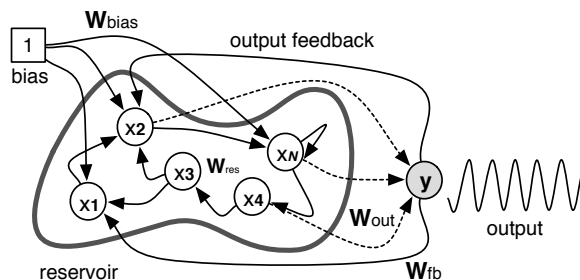 Wbias
1
bias
output feedback
x2
xN
x3
Wres
x1
x4
y
Wout
output
reservoir
Wfb